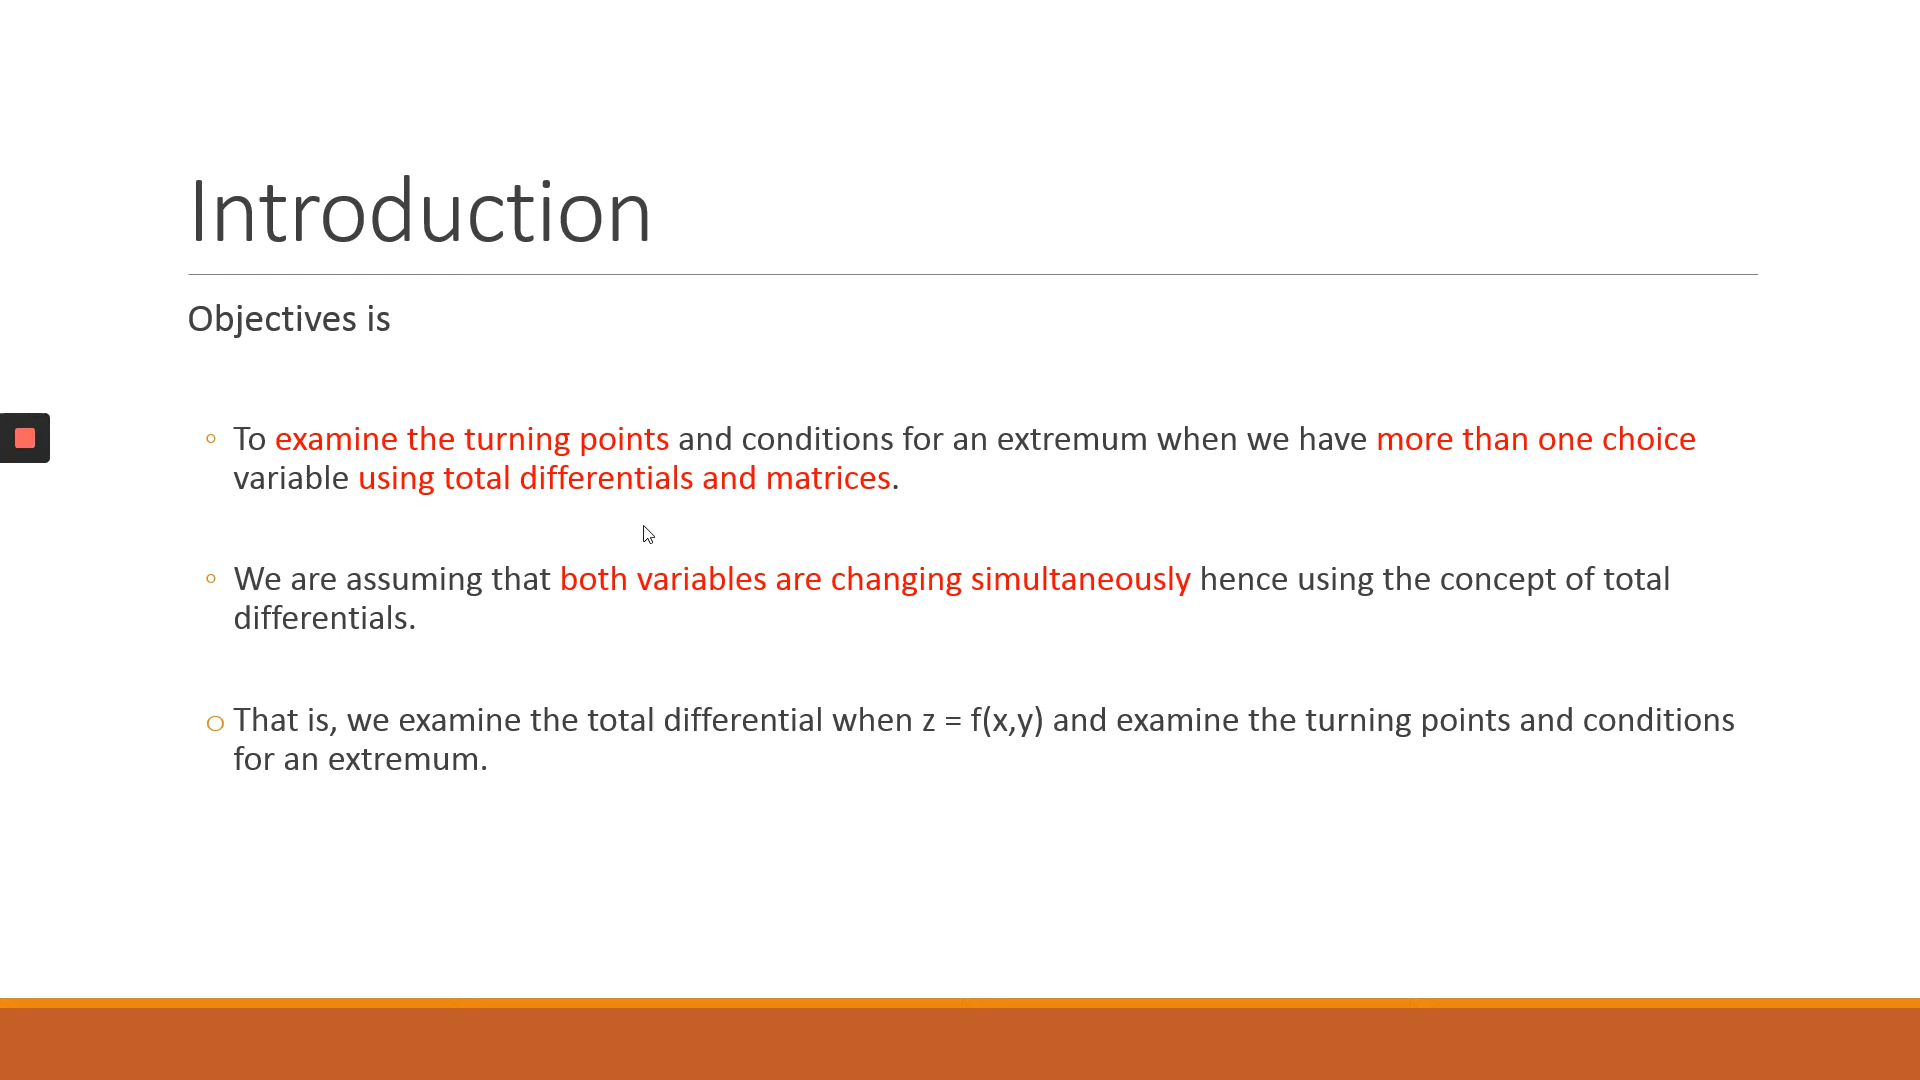 Introduction
Objectives is
◦ To examine the turning points and conditions for an extremum when we have more than one choice
variable using total differentials and matrices.
◦ We are assuming that both variables are changing simultaneously hence using the concept of total
differentials.
o That is, we examine the total differential when z = f(x,y) and examine the turning points and conditions
for an extremum.